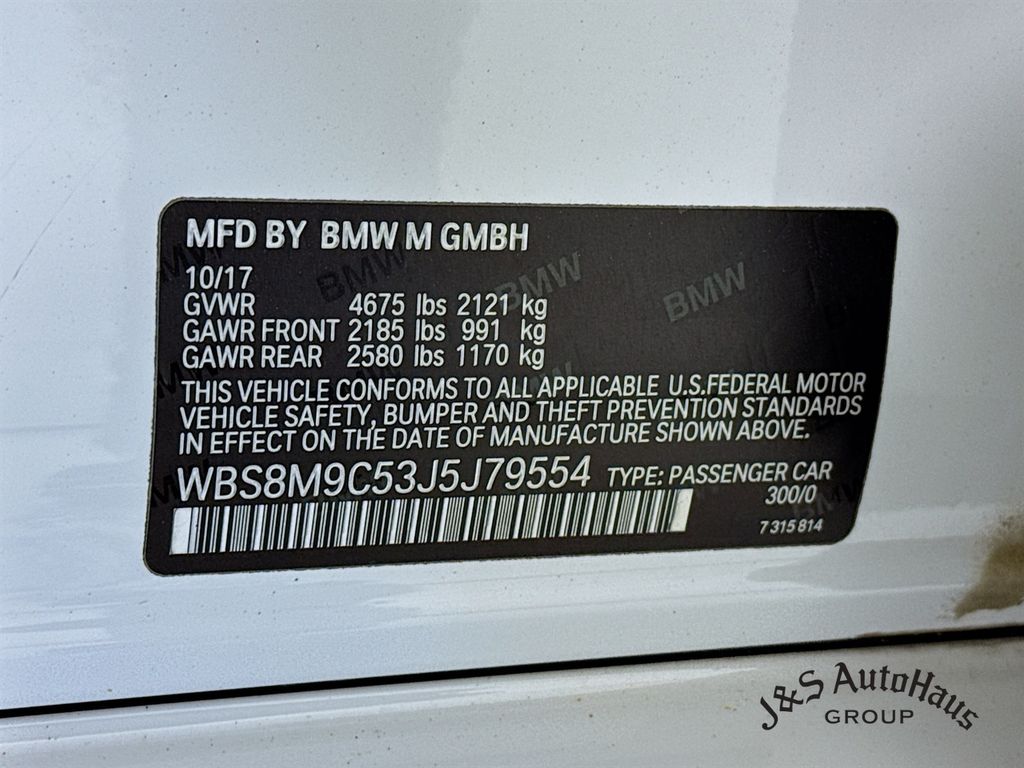 MFD BY BMW M GMBH
10/17
GVWR 4675 lbs 2121 kg
GAWR FRONT 2185 lbs 991 kg
GAWR REAR 2580 lbs 1170 kg
THIS VEHICLE CONFORMS TO ALL APPLICABLE U.S.FEDERAL MOTOR
VEHICLE SAFETY, BUMPER AND THEFT PREVENTION STANDARDS
IN EFFECT ON THE DATE OF MANUFACTURE SHOWN ABOVE.
WBS8M9C53J5J79554 TYPE: PASSENGER CAR
300/0
7 315 814
BMW
BMW
BMW
J&S AutoHaus
GROUP